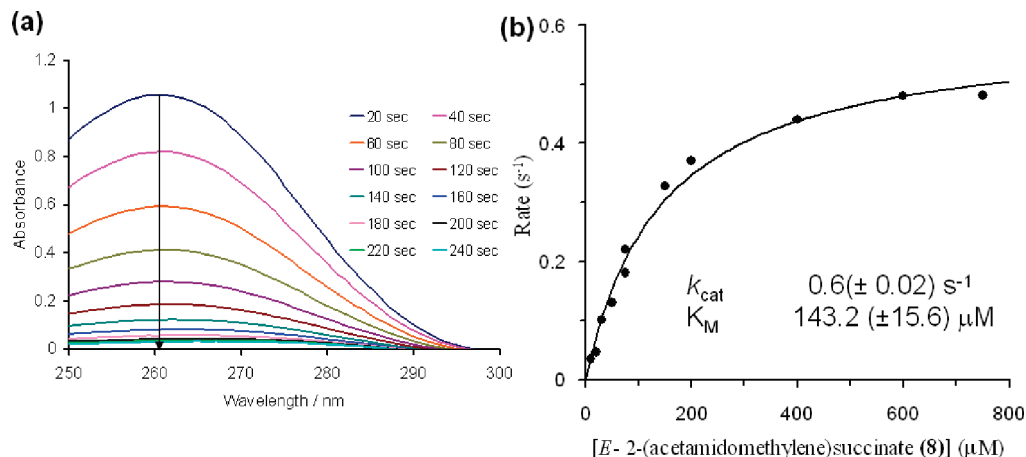 (a)
1.2
1
0.8
0.6
0.4
0.2
0
Absorbance
250 260 270 280 290 300
Wavelength / nm
20 sec 40 sec
60 sec 80 sec
100 sec 120 sec
140 sec 160 sec
180 sec 200 sec
220 sec 240 sec
(b)
0.6
0.4
0.2
0
Rate (s⁻¹)
kcat 0.6(± 0.02) s⁻¹
KM 143.2 (±15.6) µM
0 200 400 600 800
[E- 2-(acetamidomethylene)succinate (8)] (µM)